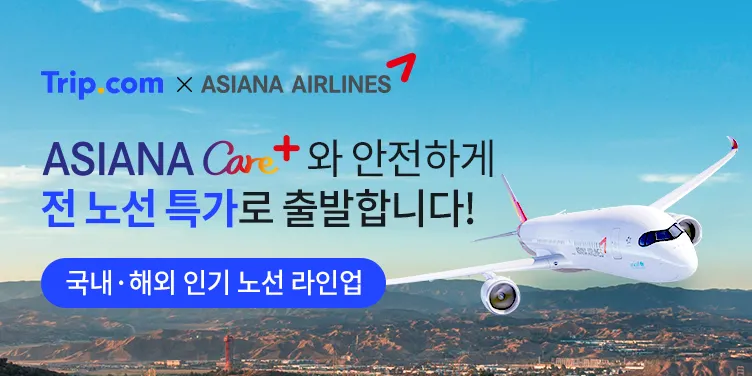 Trip.com × ASIANA AIRLINES
ASIANA Care+ 와 안전하게
전 노선 특가로 출발합니다!
국내·해외 인기 노선 라인업